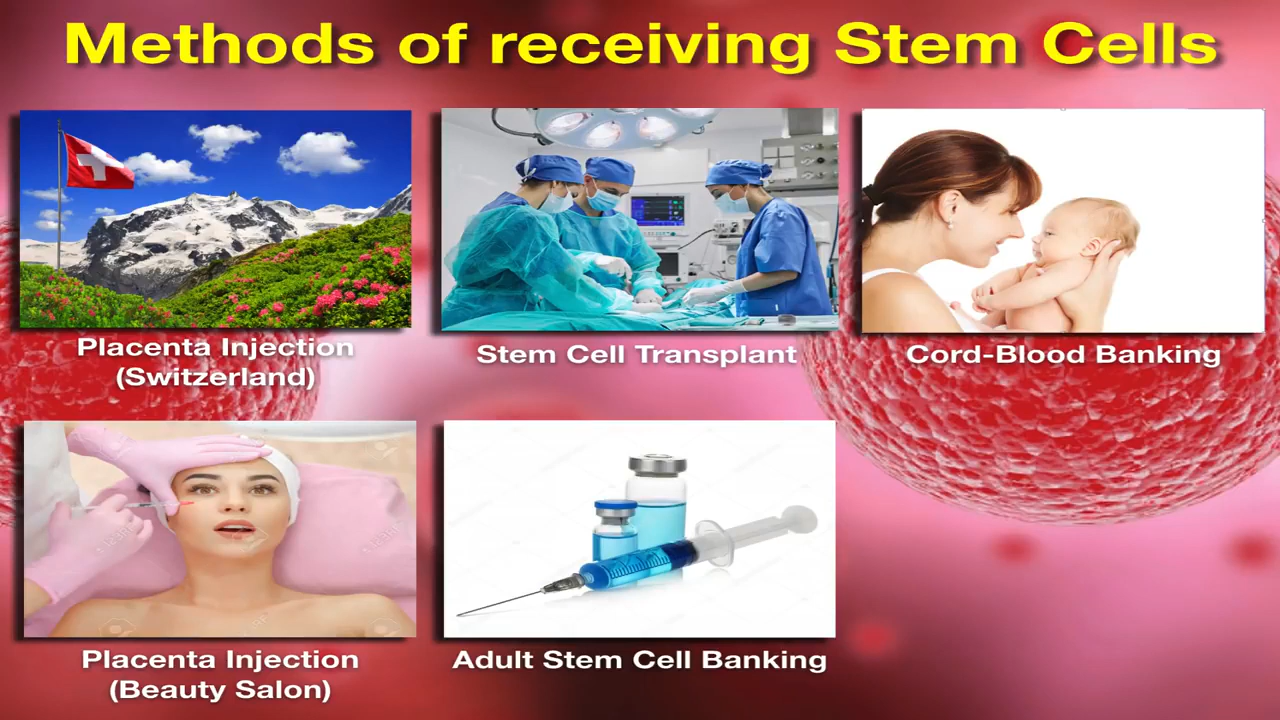 Methods of receiving Stem Cells
Placenta Injection
(Switzerland)
Stem Cell Transplant
Cord-Blood Banking
Placenta Injection
(Beauty Salon)
Adult Stem Cell Banking